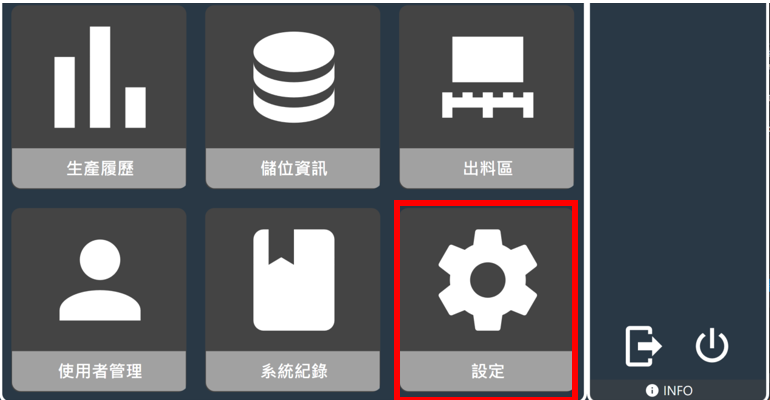 生產履歷
儲位資訊
出料區
使用者管理
系統紀錄
設定
INFO